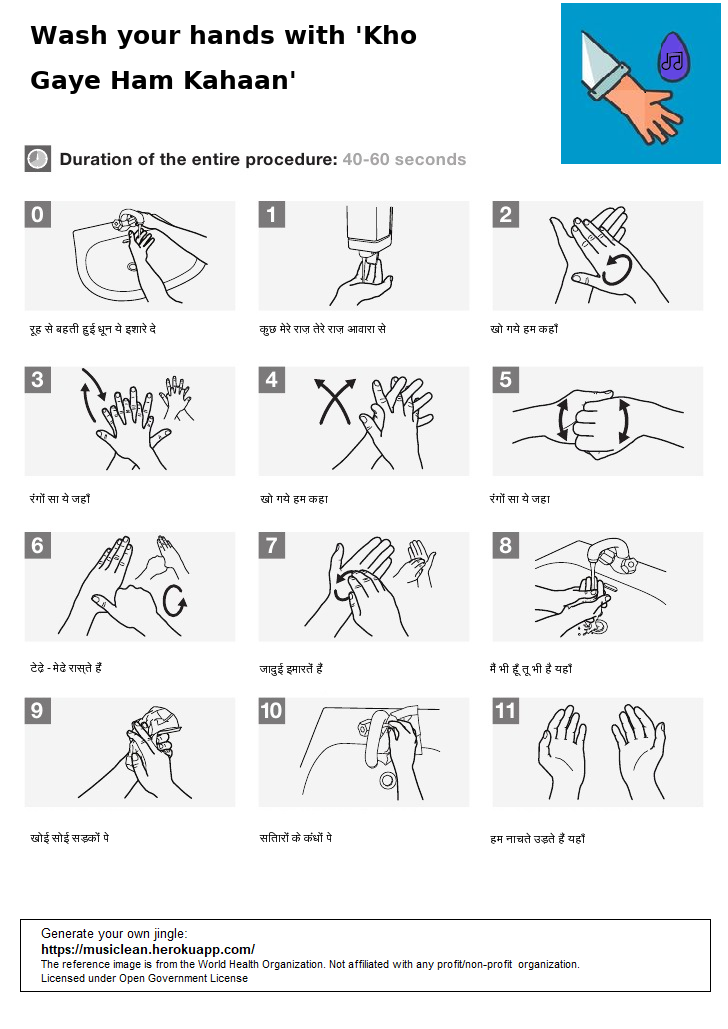 Wash your hands with 'Kho
Gaye Ham Kahaan'
Duration of the entire procedure: 40-60 seconds
0
1
2
रूह से बहती हुई धून ये इशारे दे
कुछ मेरे राज़ तेरे राज़ आवारा से
खो गये हम कहाँ
3
4
5
रंगों सा ये जहाँ
खो गये हम कहा
रंगों सा ये जहा
6
7
8
टेढ़े - मेढे रास्ते हैं
जादुई इमारतें हैं
मैं भी हूँ तू भी है यहाँ
9
10
11
खोई सोई सड़कों पे
सितारों के कंधों पे
हम नाचते उड़ते हैं यहाँ
Generate your own jingle:
https://musiclean.herokuapp.com/
The reference image is from the World Health Organization. Not affiliated with any profit/non-profit organization.
Licensed under Open Government License